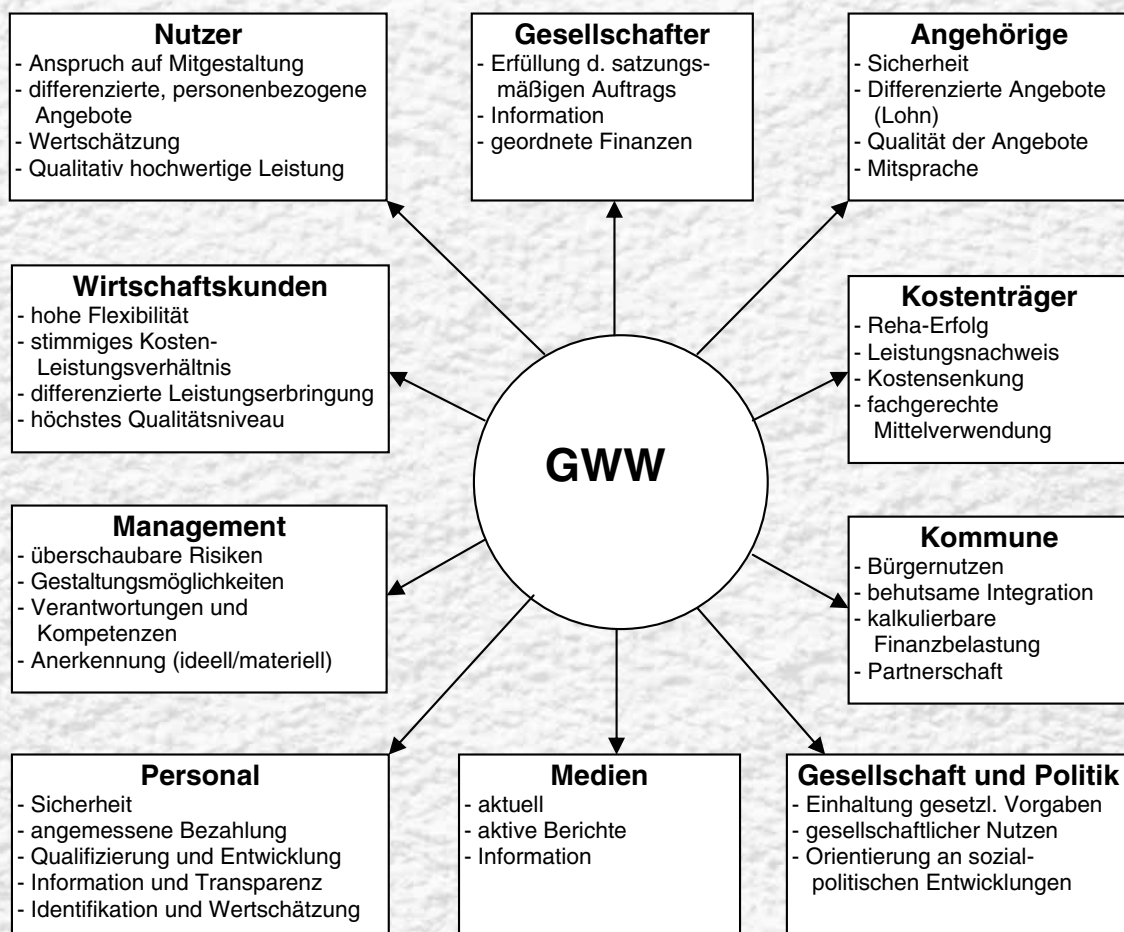 Nutzer
- Anspruch auf Mitgestaltung
- differenzierte, personenbezogene
Angebote
- Wertschätzung
- Qualitativ hochwertige Leistung
Gesellschafter
- Erfüllung d. satzungs-
mäßigen Auftrags
- Information
- geordnete Finanzen
Angehörige
- Sicherheit
- Differenzierte Angebote
(Lohn)
- Qualität der Angebote
- Mitsprache
Wirtschaftskunden
- hohe Flexibilität
- stimmiges Kosten-
Leistungsverhältnis
- differenzierte Leistungserbringung
- höchstes Qualitätsniveau
Kostenträger
- Reha-Erfolg
- Leistungsnachweis
- Kostensenkung
- fachgerechte
Mittelverwendung
GWW
Management
- überschaubare Risiken
- Gestaltungsmöglichkeiten
- Verantwortungen und
Kompetenzen
- Anerkennung (ideell/materiell)
Kommune
- Bürgernutzen
- behutsame Integration
- kalkulierbare
Finanzbelastung
- Partnerschaft
Personal
- Sicherheit
- angemessene Bezahlung
- Qualifizierung und Entwicklung
- Information und Transparenz
- Identifikation und Wertschätzung
Medien
- aktuell
- aktive Berichte
- Information
Gesellschaft und Politik
- Einhaltung gesetzl. Vorgaben
- gesellschaftlicher Nutzen
- Orientierung an sozial-
politischen Entwicklungen